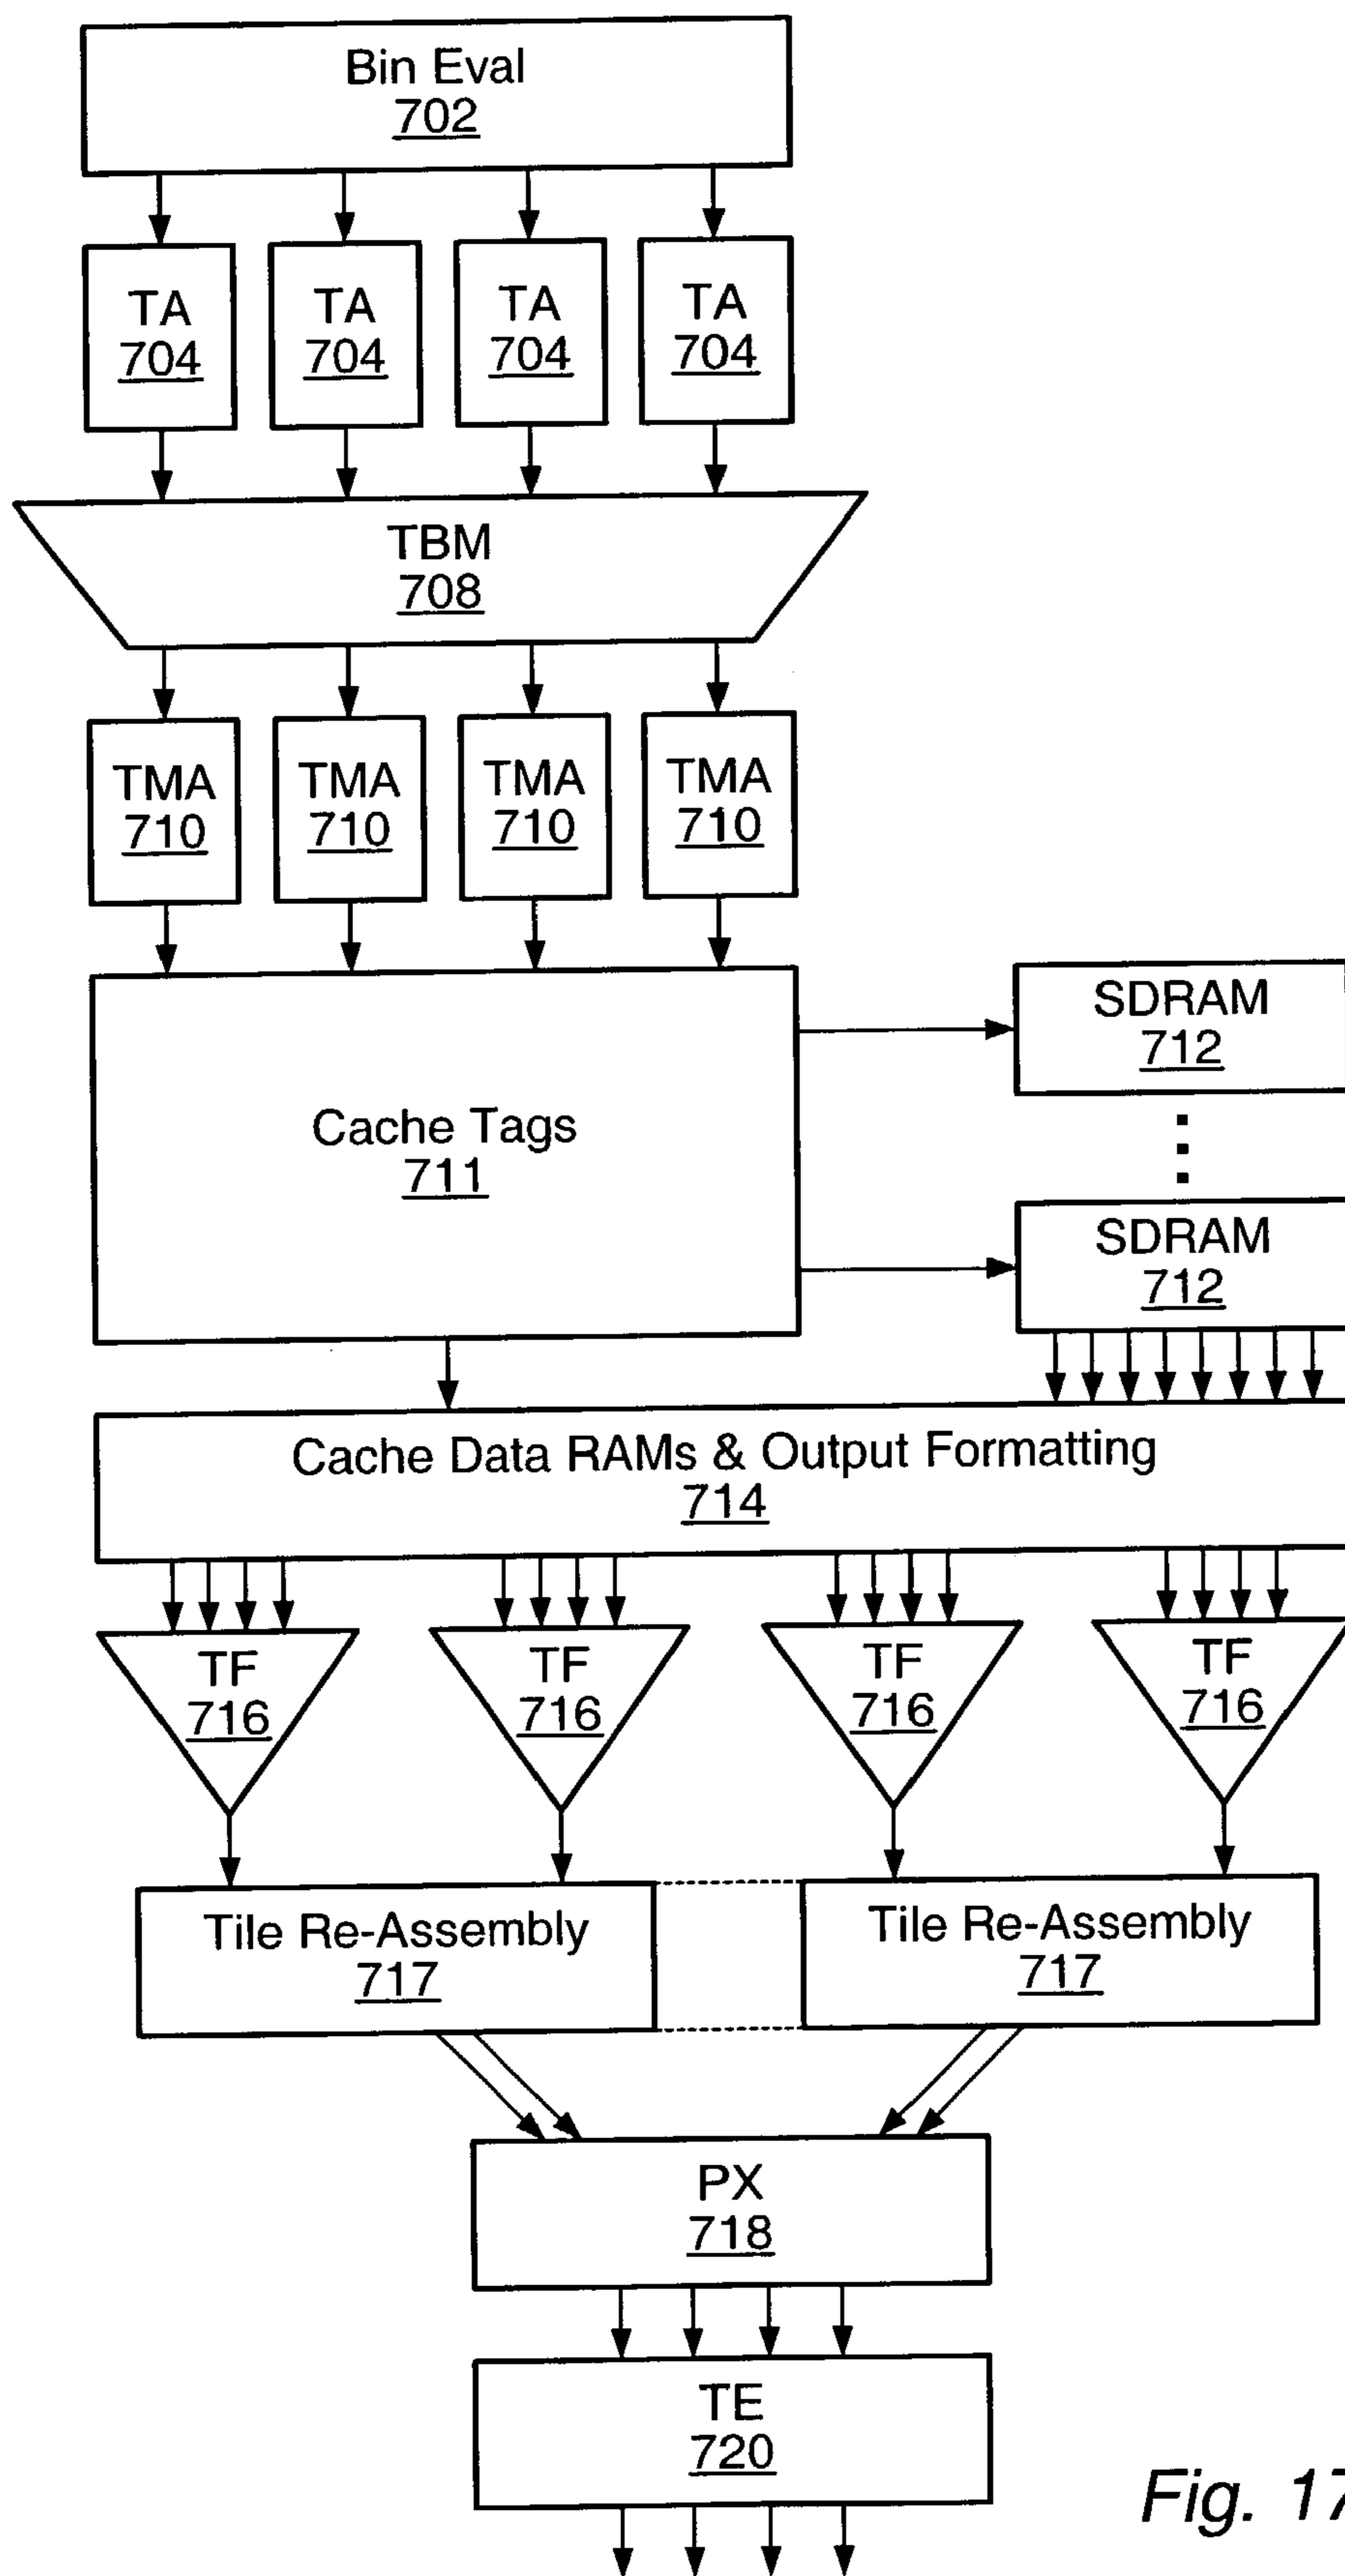 Bin Eval
702
TA TA TA TA
704 704 704 704
TBM
708
TMA TMA TMA TMA
710 710 710 710
SDRAM
712
Cache Tags
711
SDRAM
712
Cache Data RAMs & Output Formatting
714
TF TF TF TF
716 716 716 716
Tile Re-Assembly Tile Re-Assembly
717 717
PX
718
TE
720
Fig. 17